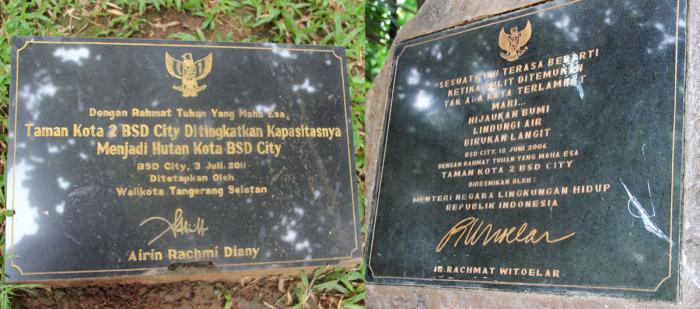 Dengan Rahmat Tuhan Yang Maha Esa
Taman Kota 2 BSD City Ditingkatkan Kapasitasnya
Menjadi Hutan Kota BSD City
BSD City, 3 Juli 2011
Ditetapkan Oleh
Walikota Tangerang Selatan
Airin Rachmi Diany
SESUATU ITU TERASA BERARTI
KETIKA SULIT DITEMUKAN
TAK ADA KATA TERLAMBAT
MARI...
HIJAUKAN BUMI
LINDUNGI AIR
BIRUKAN LANGIT
BSD CITY, 18 JUNI 2006
DENGAN RAHMAT TUHAN YANG MAHA ESA
TAMAN KOTA 2 BSD CITY
DIRESMIKAN OLEH:
MENTERI NEGARA LINGKUNGAN HIDUP
REPUBLIK INDONESIA
IR.RACHMAT WITOELAR